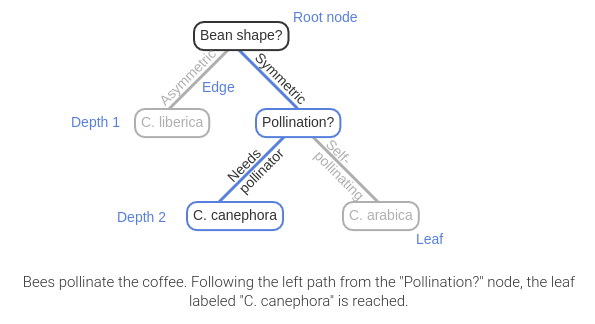 Root node
Bean shape?
Asymmetric
Symmetric
Edge
Depth 1
C. liberica
Pollination?
Needs
pollinator
Self-
pollinating
Depth 2
C. canephora
C. arabica
Leaf
Bees pollinate the coffee. Following the left path from the "Pollination?" node, the leaf
labeled "C. canephora" is reached.